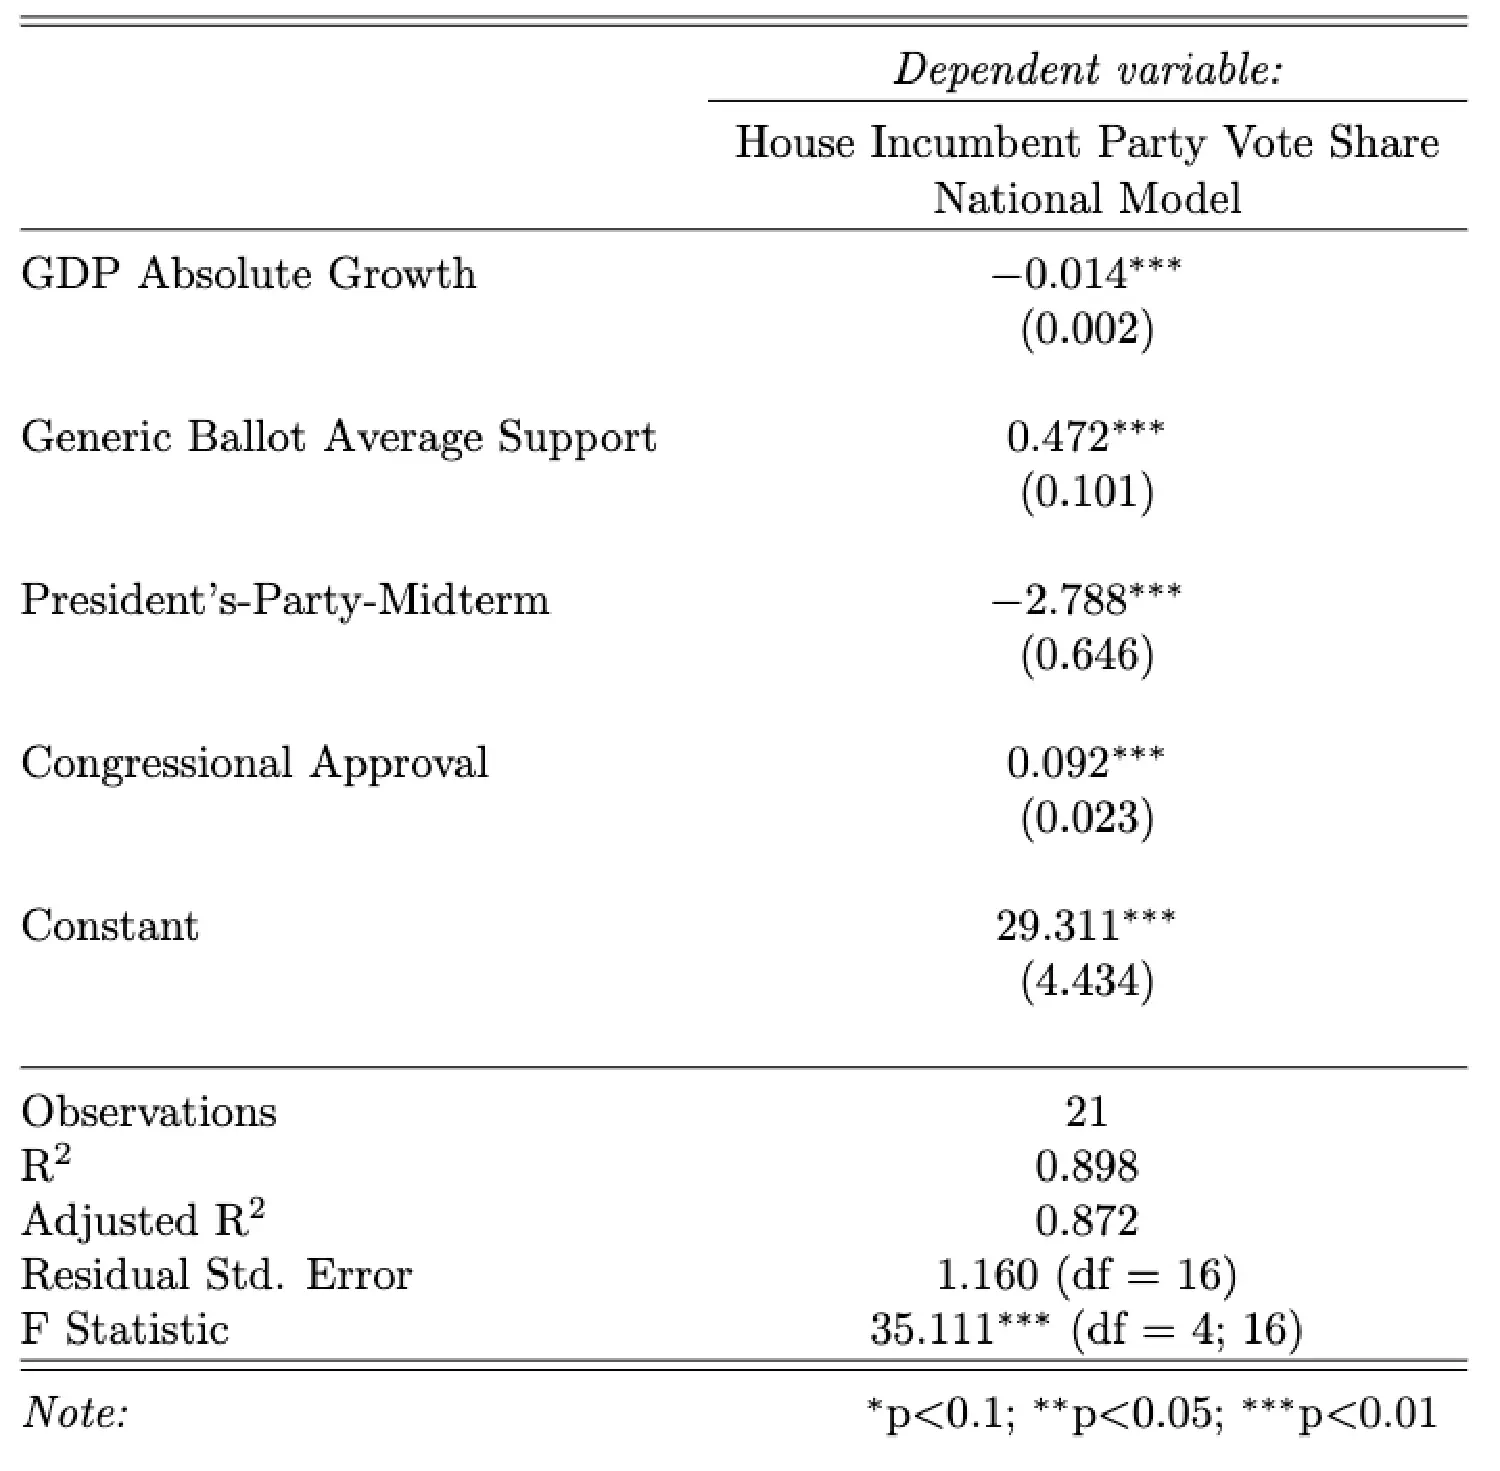 Dependent variable:
House Incumbent Party Vote Share
National Model
GDP Absolute Growth −0.014***
(0.002)
Generic Ballot Average Support 0.472***
(0.101)
President's-Party-Midterm −2.788***
(0.646)
Congressional Approval 0.092***
(0.023)
Constant 29.311***
(4.434)
Observations 21
R² 0.898
Adjusted R² 0.872
Residual Std. Error 1.160 (df = 16)
F Statistic 35.111*** (df = 4; 16)
Note: *p<0.1; **p<0.05; ***p<0.01